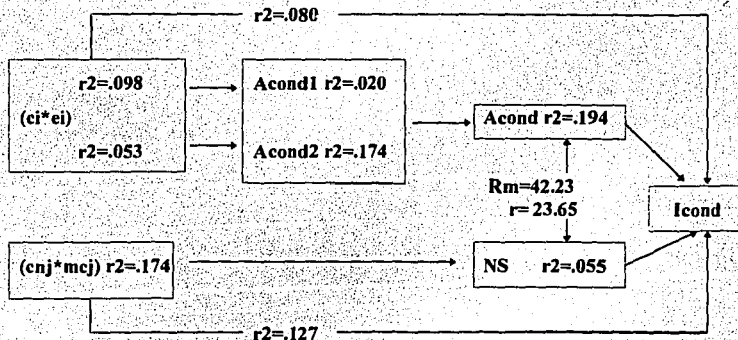 r2=.080
r2=.098
(ci*ei)
r2=.053
Acond1 r2=.020
Acond2 r2=.174
Acond r2=.194
Rm=42.23
r=23.65
Icond
(cnj*mcj) r2=.174
NS r2=.055
r2=.127